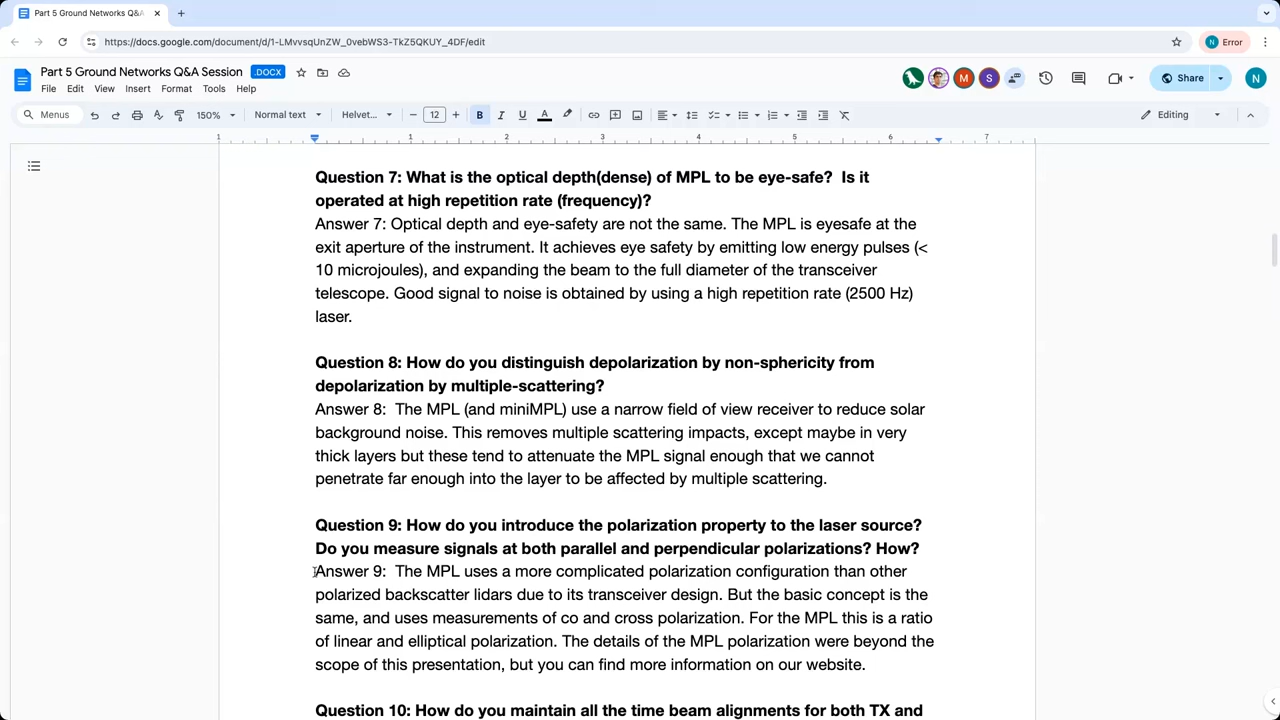 Part 5 Ground Networks Q&A
https://docs.google.com/document/d/1-LMvvsqUnZW_0vebWS3-TkZ5QKUY_4DF/edit
N Error
Part 5 Ground Networks Q&A Session .DOCX
File Edit View Insert Format Tools Help
M S Share N
Menus 150% Normal text Helvet... 12 B I U A Editing
1 1 2 3 4 5 6 7
Question 7: What is the optical depth(dense) of MPL to be eye-safe? Is it
operated at high repetition rate (frequency)?
Answer 7: Optical depth and eye-safety are not the same. The MPL is eyesafe at the
exit aperture of the instrument. It achieves eye safety by emitting low energy pulses (<
10 microjoules), and expanding the beam to the full diameter of the transceiver
telescope. Good signal to noise is obtained by using a high repetition rate (2500 Hz)
laser.
Question 8: How do you distinguish depolarization by non-sphericity from
depolarization by multiple-scattering?
Answer 8: The MPL (and miniMPL) use a narrow field of view receiver to reduce solar
background noise. This removes multiple scattering impacts, except maybe in very
thick layers but these tend to attenuate the MPL signal enough that we cannot
penetrate far enough into the layer to be affected by multiple scattering.
Question 9: How do you introduce the polarization property to the laser source?
Do you measure signals at both parallel and perpendicular polarizations? How?
Answer 9: The MPL uses a more complicated polarization configuration than other
polarized backscatter lidars due to its transceiver design. But the basic concept is the
same, and uses measurements of co and cross polarization. For the MPL this is a ratio
of linear and elliptical polarization. The details of the MPL polarization were beyond the
scope of this presentation, but you can find more information on our website.
Question 10: How do you maintain all the time beam alignments for both TX and